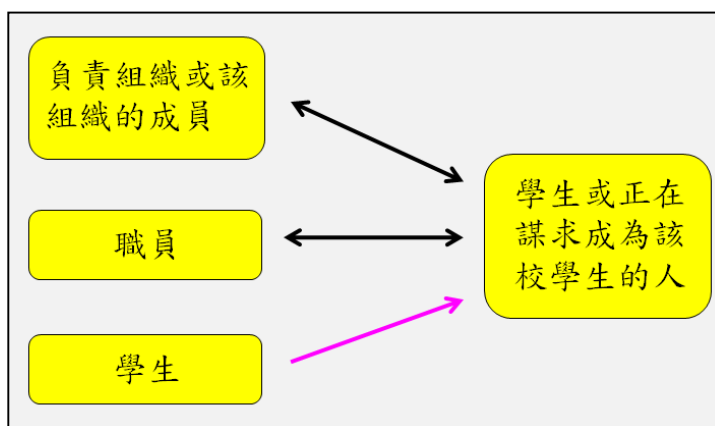 負責組織或該
組織的成員
職員
學生
學生或正在
謀求成為該
校學生的人